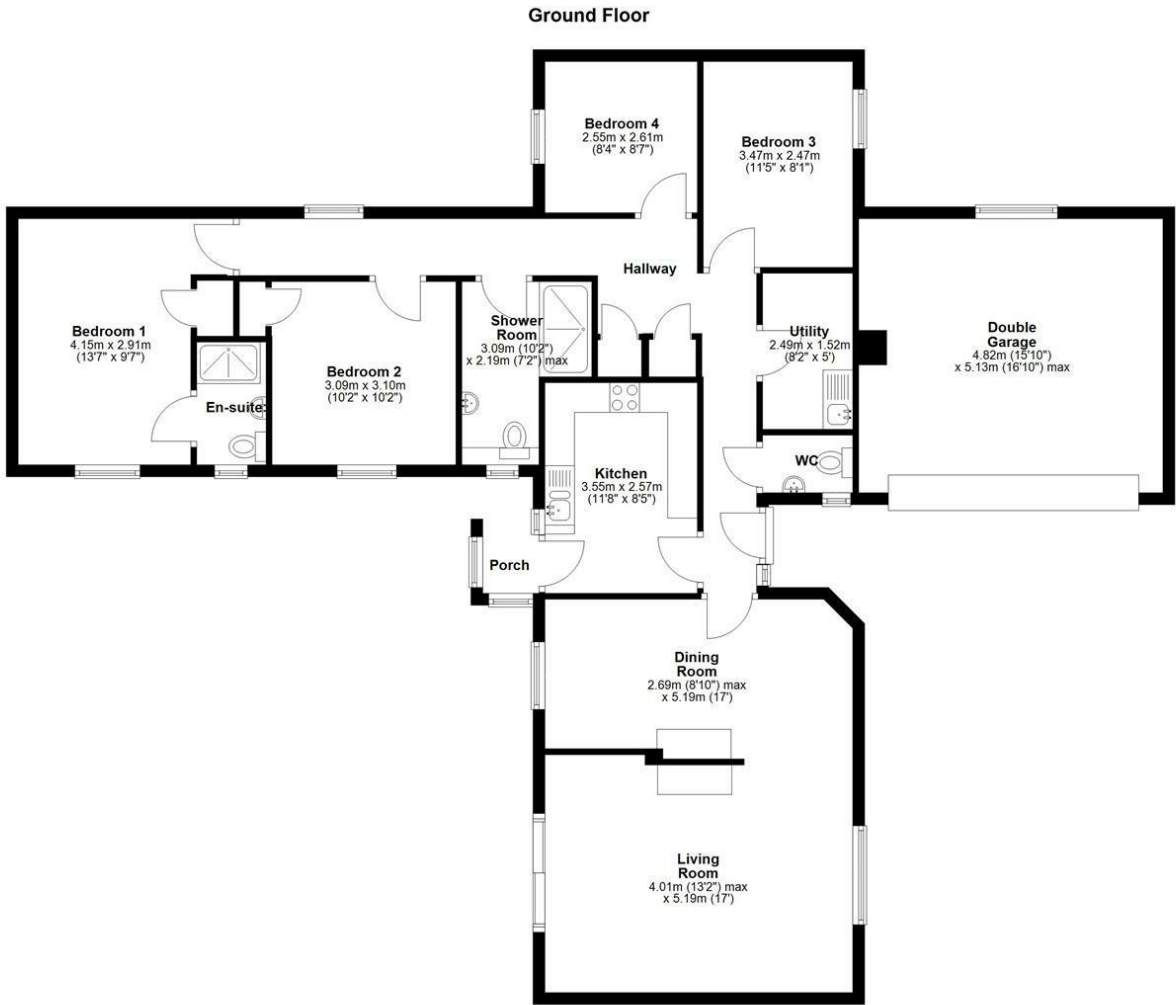 Ground Floor
Bedroom 4
2.55m x 2.61m
(8'4" x 8'7")
Bedroom 3
3.47m x 2.47m
(11'5" x 8'1")
Hallway
Bedroom 1
4.15m x 2.91m
(13'7" x 9'7")
En-suite
Bedroom 2
3.09m x 3.10m
(10'2" x 10'2")
Shower
Room
3.09m (10'2")
x 2.19m (7'2") max
Utility
2.49m x 1.52m
(8'2" x 5')
Double
Garage
4.82m (15'10")
x 5.13m (16'10") max
Kitchen
3.55m x 2.57m
(11'8" x 8'5")
WC
Porch
Dining
Room
2.69m (8'10") max
x 5.19m (17')
Living
Room
4.01m (13'2") max
x 5.19m (17')